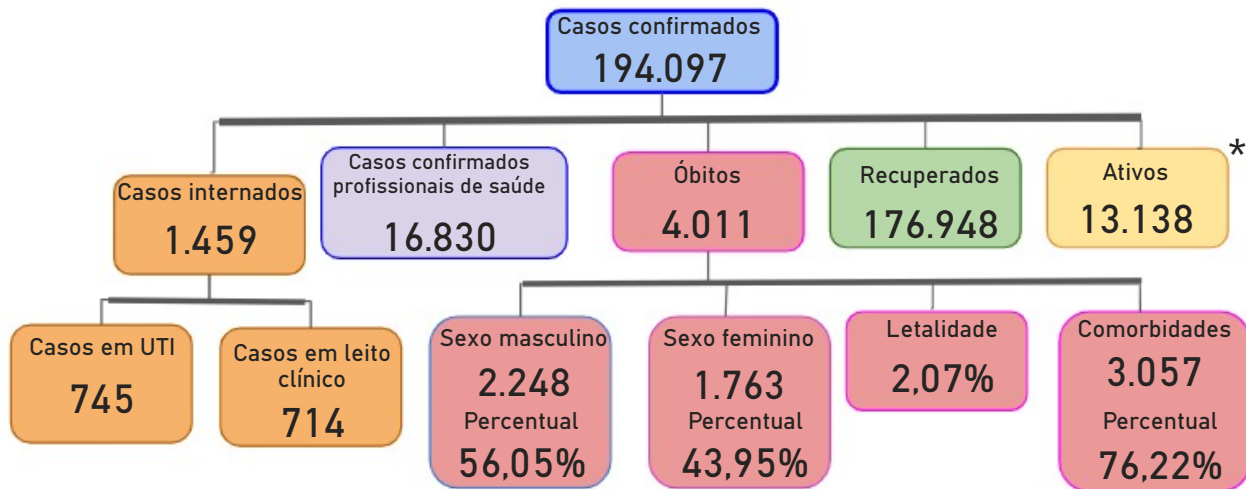 Casos confirmados
194.097
Casos internados
1.459
Casos confirmados
profissionais de saúde
16.830
Óbitos
4.011
Recuperados
176.948
Ativos
13.138
*
Casos em UTI
745
Casos em leito
clínico
714
Sexo masculino
2.248
Percentual
56,05%
Sexo feminino
1.763
Percentual
43,95%
Letalidade
2,07%
Comorbidades
3.057
Percentual
76,22%